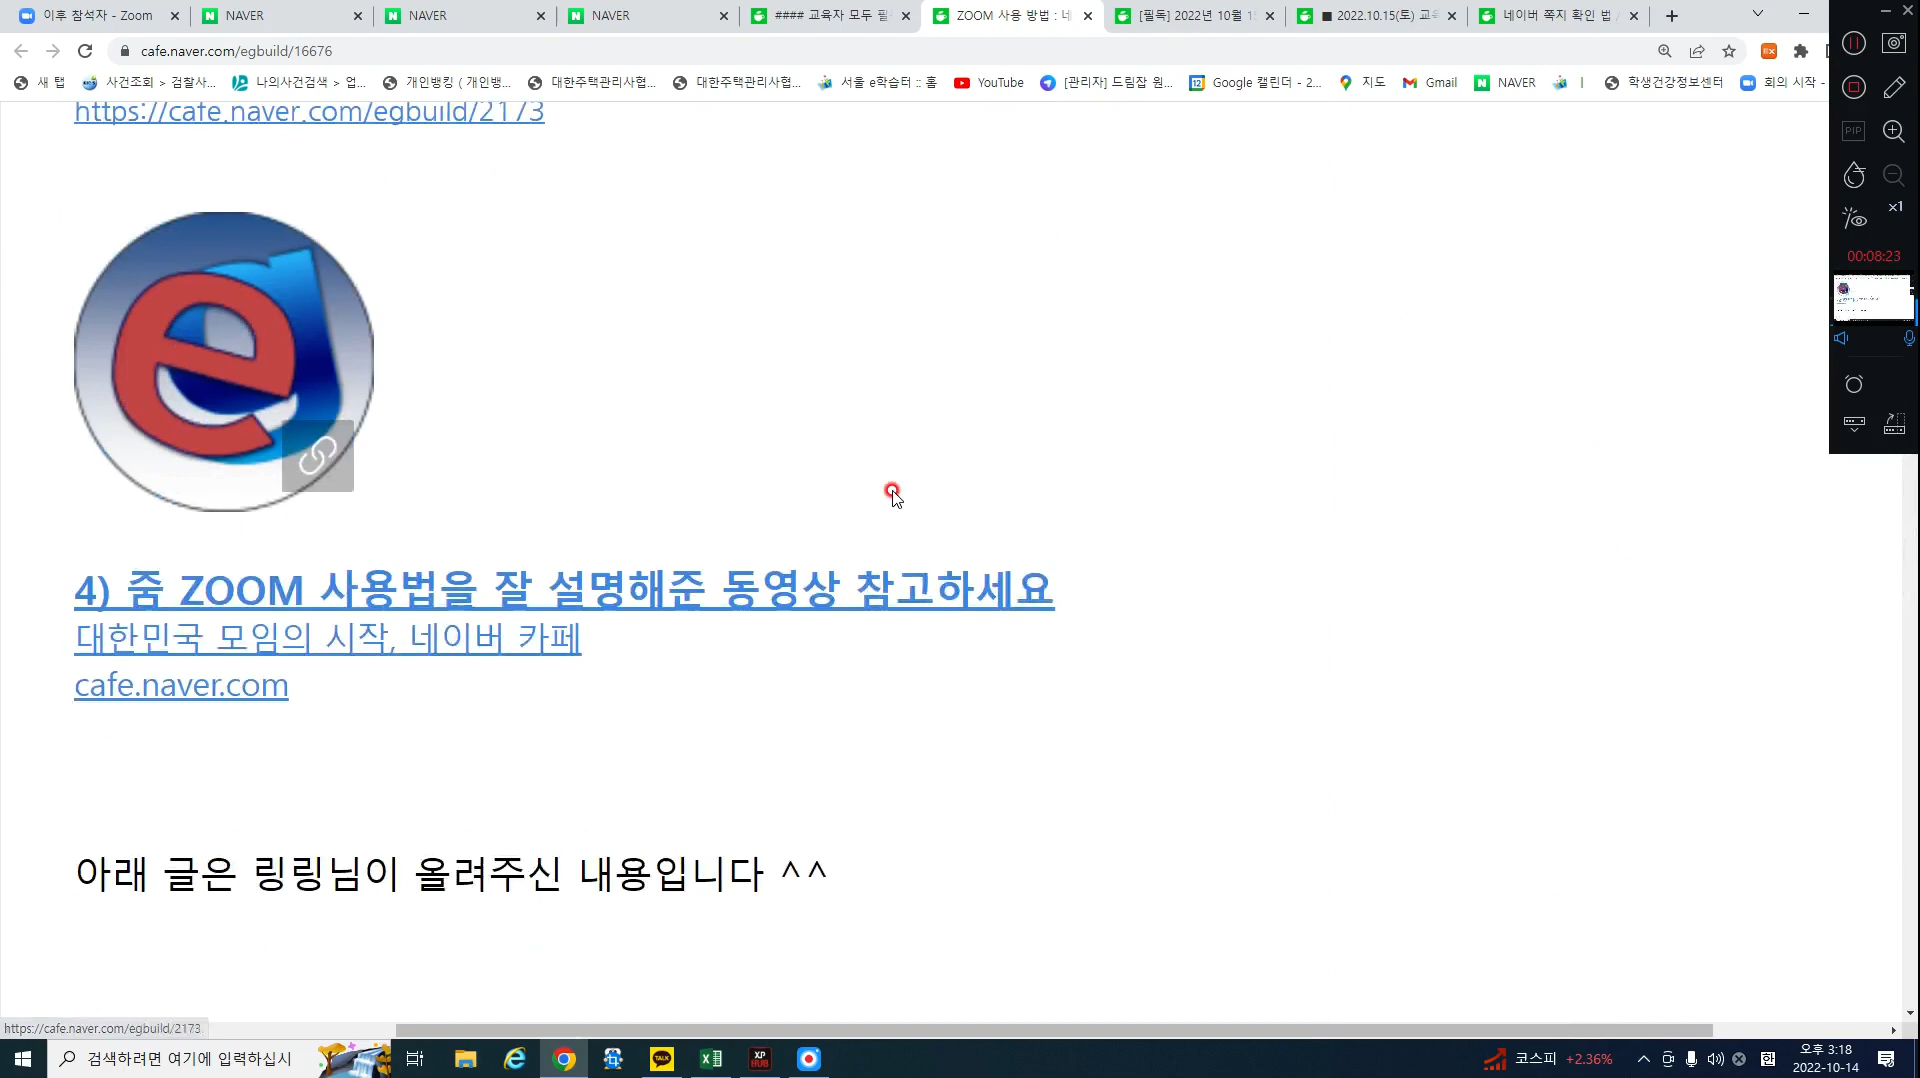 이후 참석자 - Zoom
NAVER
NAVER
NAVER
#### 교육자 모두 필
ZOOM 사용 방법 : 네
[필독] 2022년 10월 1
■ 2022.10.15(토) 교육
네이버 쪽지 확인 법
cafe.naver.com/egbuild/16676
새 탭
사건조회 > 검찰사...
나의사건검색 > 업...
개인뱅킹 ( 개인뱅...
대한주택관리사협...
대한주택관리사협...
서울 e학습터 :: 홈
YouTube
[관리자] 드림잡 원...
Google 캘린더 - 2...
지도
Gmail
NAVER
학생건강정보센터
회의 시작 -
PIP
x1
00:08:23
https://cafe.naver.com/egbuild/2173
4) 줌 ZOOM 사용법을 잘 설명해준 동영상 참고하세요
대한민국 모임의 시작, 네이버 카페
cafe.naver.com
아래 글은 링링님이 올려주신 내용입니다 ^^
https://cafe.naver.com/egbuild/2173
검색하려면 여기에 입력하십시
TALK
XP HUB
코스피 +2.36%
한
오후 3:18
2022-10-14